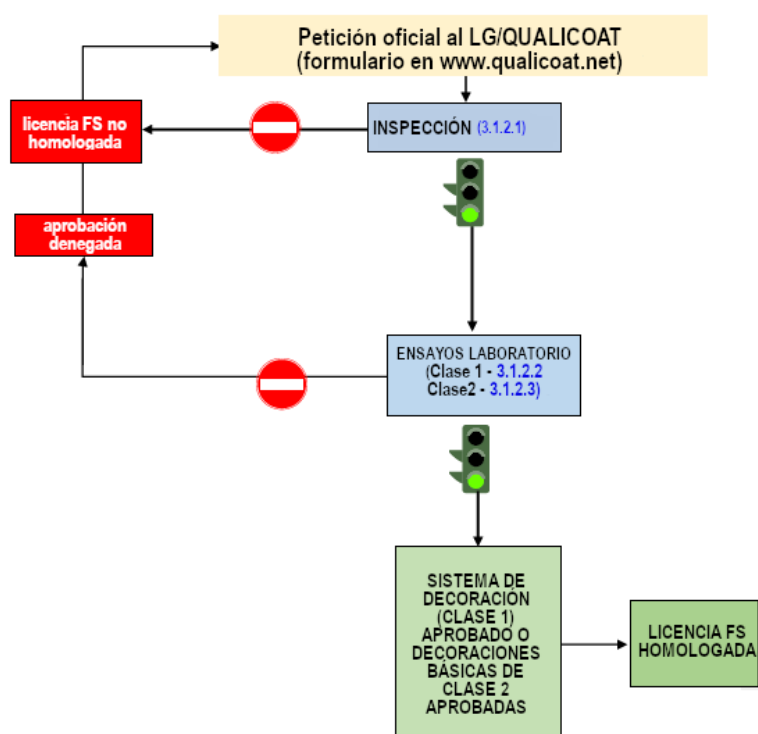 Petición oficial al LG/QUALICOAT
(formulario en www.qualicoat.net)
licencia FS no
homologada
INSPECCIÓN (3.1.2.1)
aprobación
denegada
ENSAYOS LABORATORIO
(Clase 1 - 3.1.2.2
Clase2 - 3.1.2.3)
SISTEMA DE
DECORACIÓN
(CLASE 1)
APROBADO O
DECORACIONES
BÁSICAS DE
CLASE 2
APROBADAS
LICENCIA FS
HOMOLOGADA